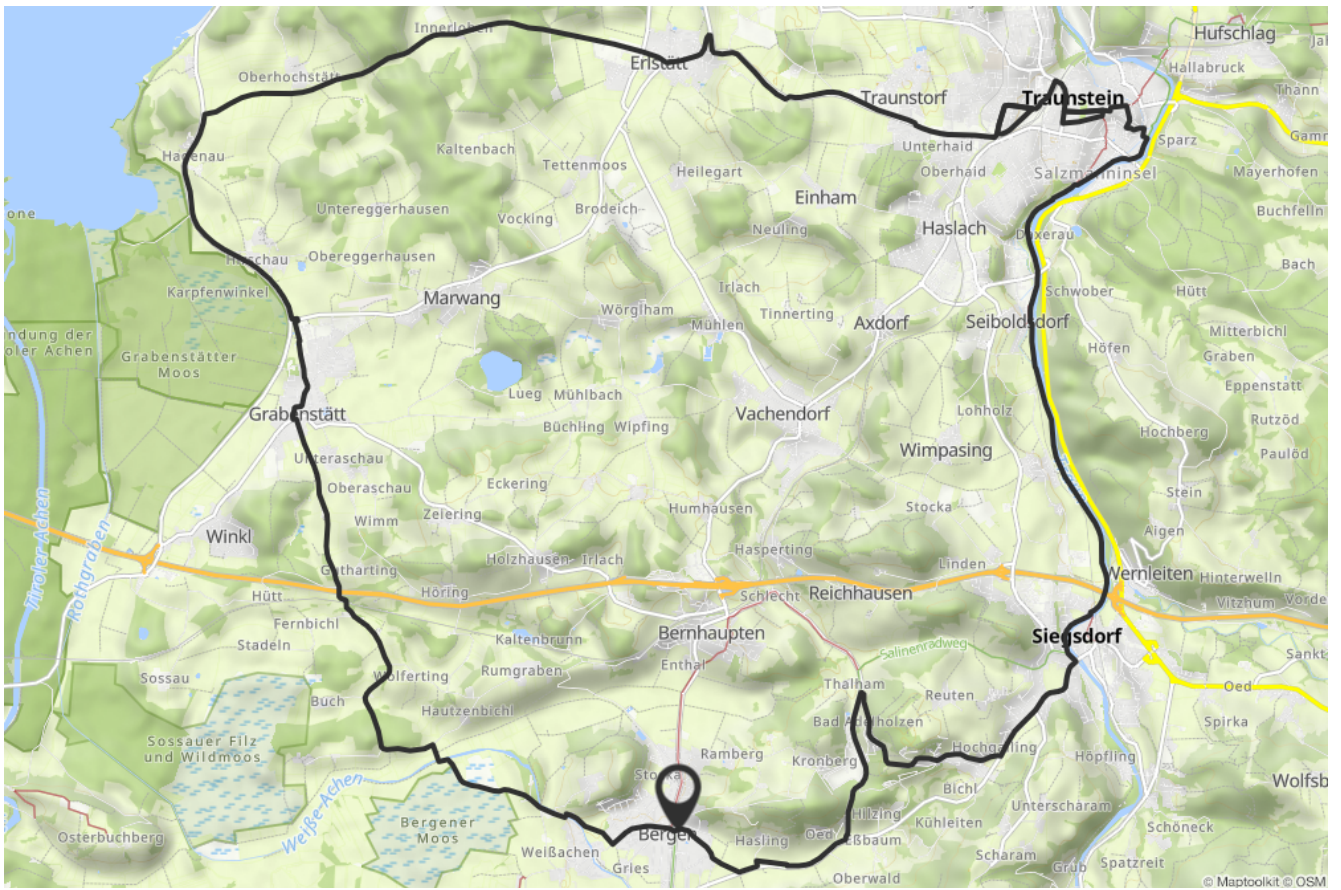 Innerlohen
Hufschlag
Hallabruck
Erlstätt
Oberhochstätt
Thann
Traunstorf
Traunstein
Hagenau
Kaltenbach
Unterhaid
Sparz
Tettenmoos
Heilegart
Oberhaid
Salzmanninsel
Mayerhofen
Untereggerhausen
Vocking
Brodeich
Einham
Buchfelln
Neuling
Haslach
Hirschau
Obereggerhausen
Bach
Karpfenwinkel
Marwang
Irlach
Schwober
Hütt
Wörglham
Tinnerting
Mühlen
Axdorf
Seiboldsdorf
Mitterbichl
Höfen
Graben
Grabenstätter
Moos
Lueg
Mühlbach
Eppenstatt
Grabenstätt
Büchling
Wipfing
Vachendorf
Lohholz
Rutzöd
Hochberg
Paulöd
Unteraschau
Wimpasing
Oberaschau
Eckering
Stein
Wimm
Zeiering
Humhausen
Stocka
Tiroler Achen
Rothgraben
Winkl
Aigen
Holzhausen
Irlach
Hasperting
Linden
Gutharting
Wernleiten
Hinterwelln
Hütt
Höring
Schlecht
Reichhausen
Vitzhum
Fernbichl
Kaltenbrunn
Bernhaupten
Siegsdorf
Stadeln
Salinenradweg
Sossau
Wolferting
Rumgraben
Enthal
Thalham
Reuten
Oed
Buch
Hautzenbichl
Bad Adelholzen
Spirka
Sossauer Filz
und Wildmoos
Ramberg
Kronberg
Hochgalling
Höpfling
Weiße Achen
Bichl
Unterscharam
Osterbuchberg
Bergener
Moos
Bergen
Hasling
Oed
Hilzing
Eßbaum
Kühleiten
Schöneck
Weißachen
Gries
Oberwald
Scharam
Grub
Spatzreit
© Maptoolkit © OSM